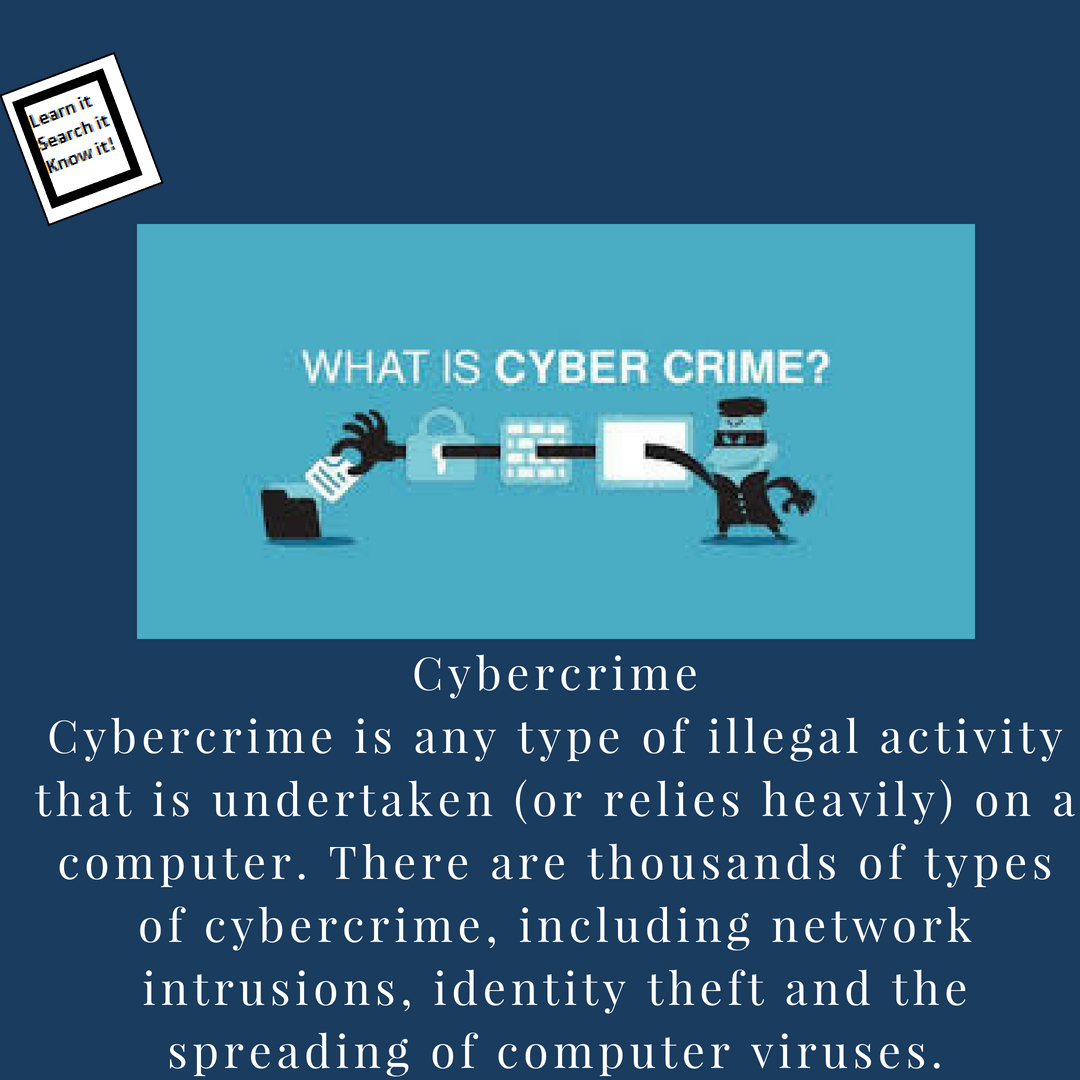 Learn it
Search it
Know it!
WHAT IS CYBER CRIME?
Cybercrime
Cybercrime is any type of illegal activity
that is undertaken (or relies heavily) on a
computer. There are thousands of types
of cybercrime, including network
intrusions, identity theft and the
spreading of computer viruses.